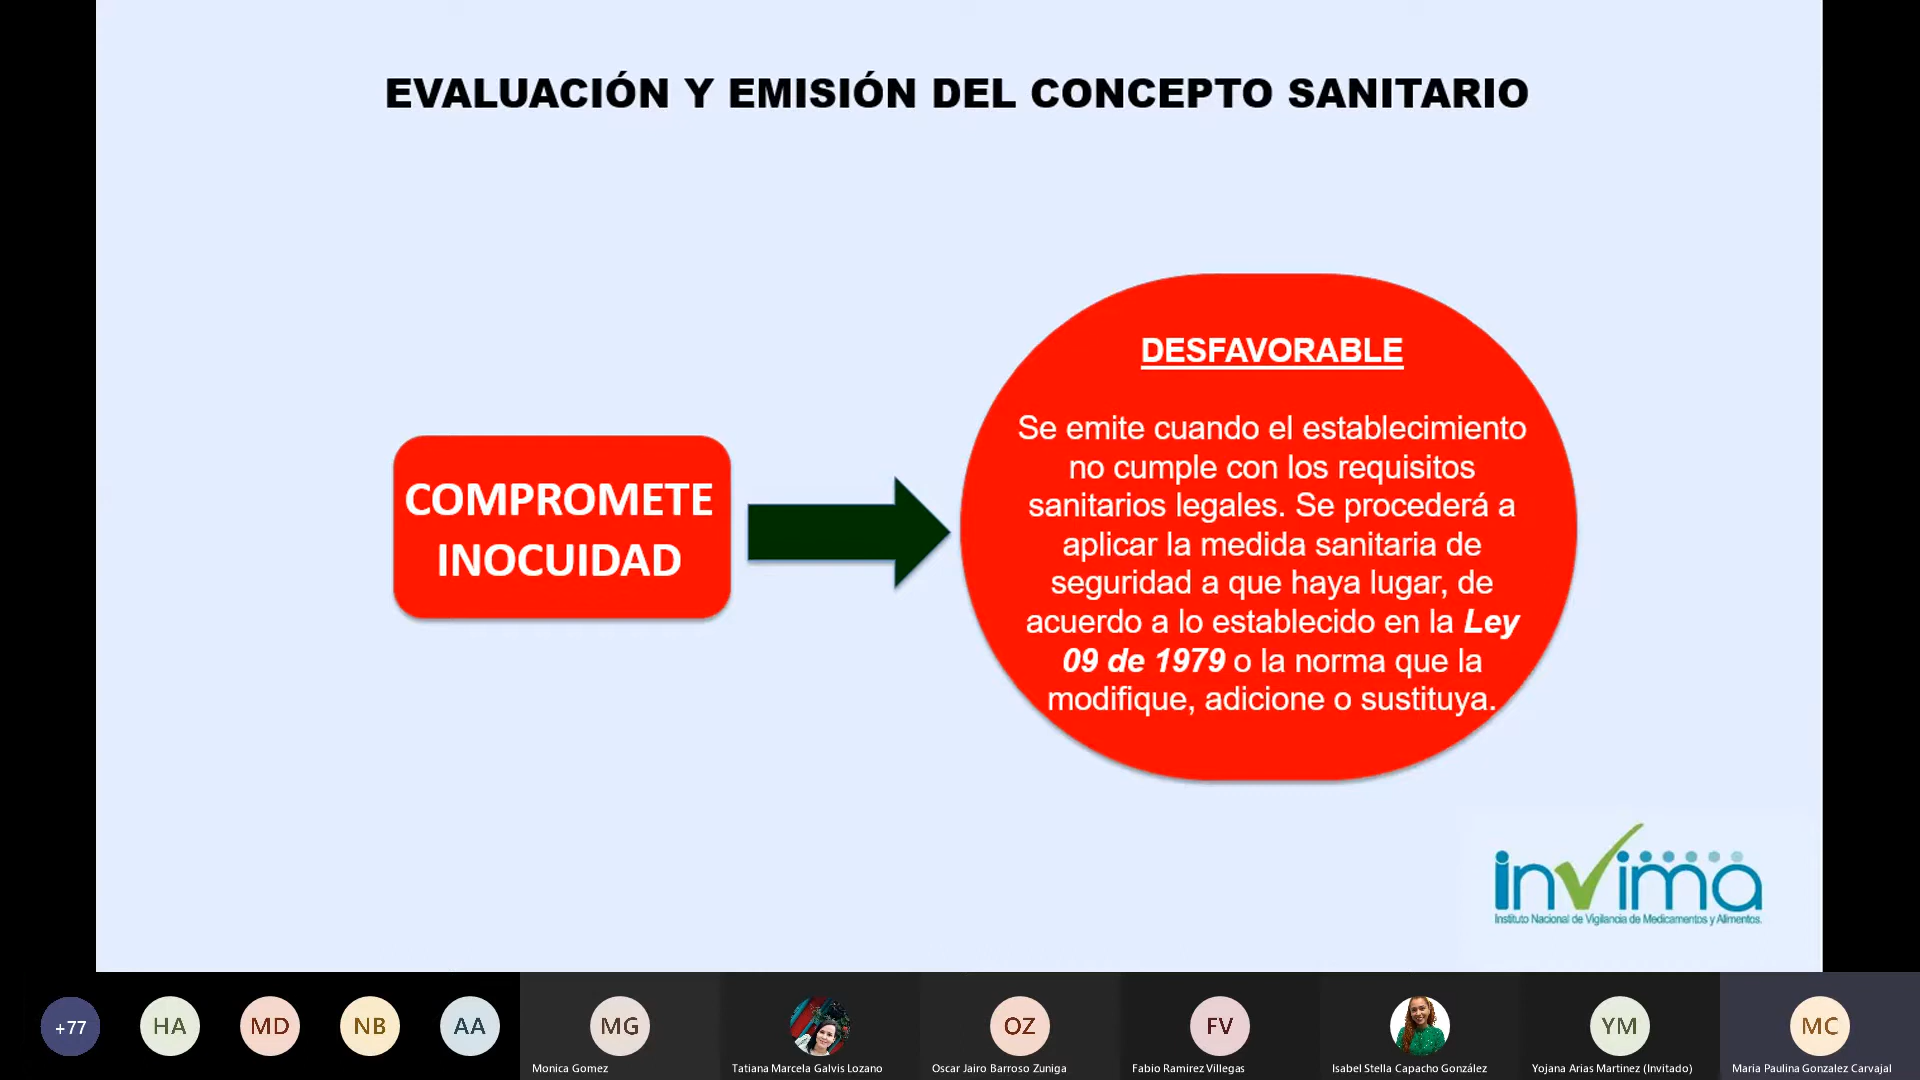 EVALUACIÓN Y EMISIÓN DEL CONCEPTO SANITARIO
COMPROMETE
INOCUIDAD
DESFAVORABLE
Se emite cuando el establecimiento
no cumple con los requisitos
sanitarios legales. Se procederá a
aplicar la medida sanitaria de
seguridad a que haya lugar, de
acuerdo a lo establecido en la Ley
09 de 1979 o la norma que la
modifique, adicione o sustituya.
invima
Instituto Nacional de Vigilancia de Medicamentos y Alimentos.
+77
HA
MD
NB
AA
MG
OZ
FV
YM
MC
Monica Gomez
Tatiana Marcela Galvis Lozano
Oscar Jairo Barroso Zuniga
Fabio Ramirez Villegas
Isabel Stella Capacho González
Yojana Arias Martinez (Invitado)
Maria Paulina Gonzalez Carvajal